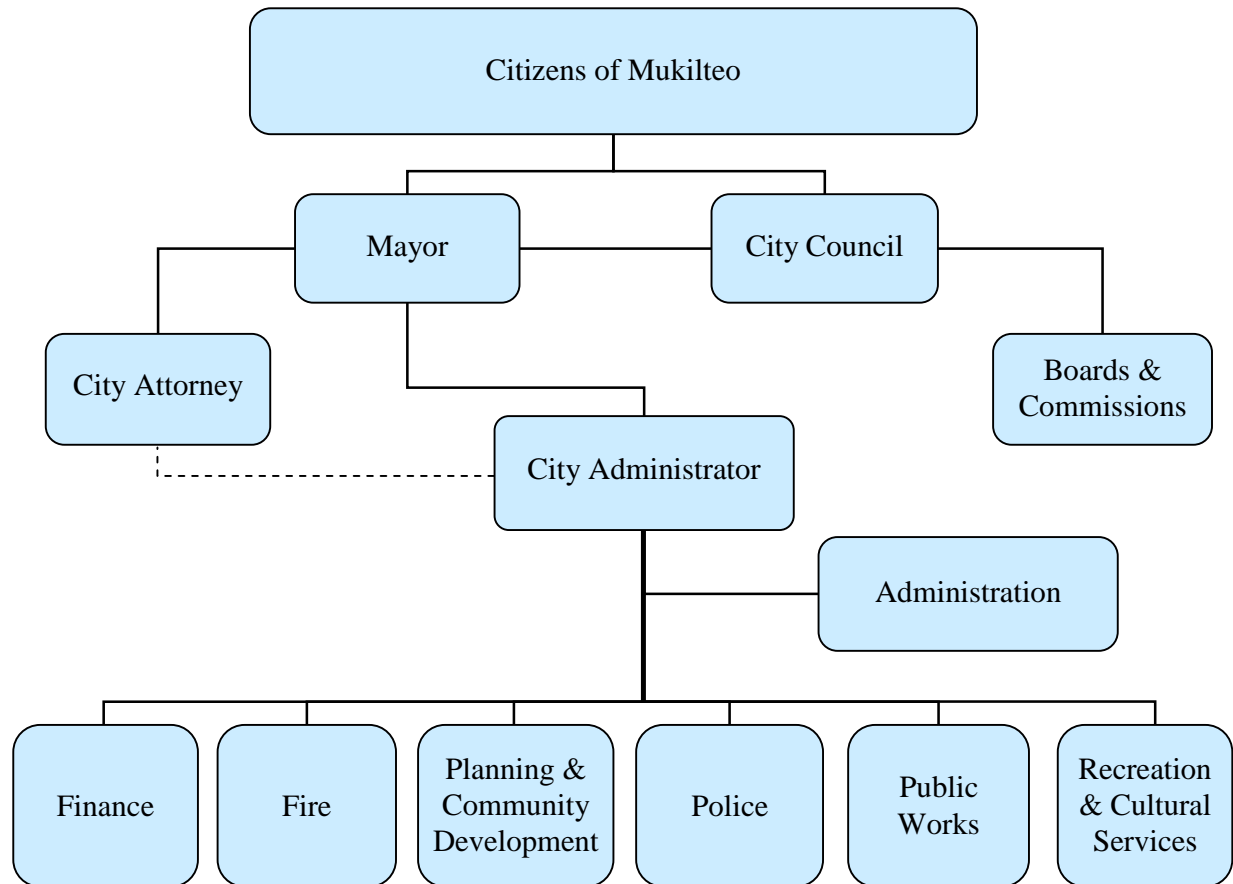 Citizens of Mukilteo
Mayor
City Council
City Attorney
Boards &
Commissions
City Administrator
Administration
Finance
Fire
Planning &
Community
Development
Police
Public
Works
Recreation
& Cultural
Services